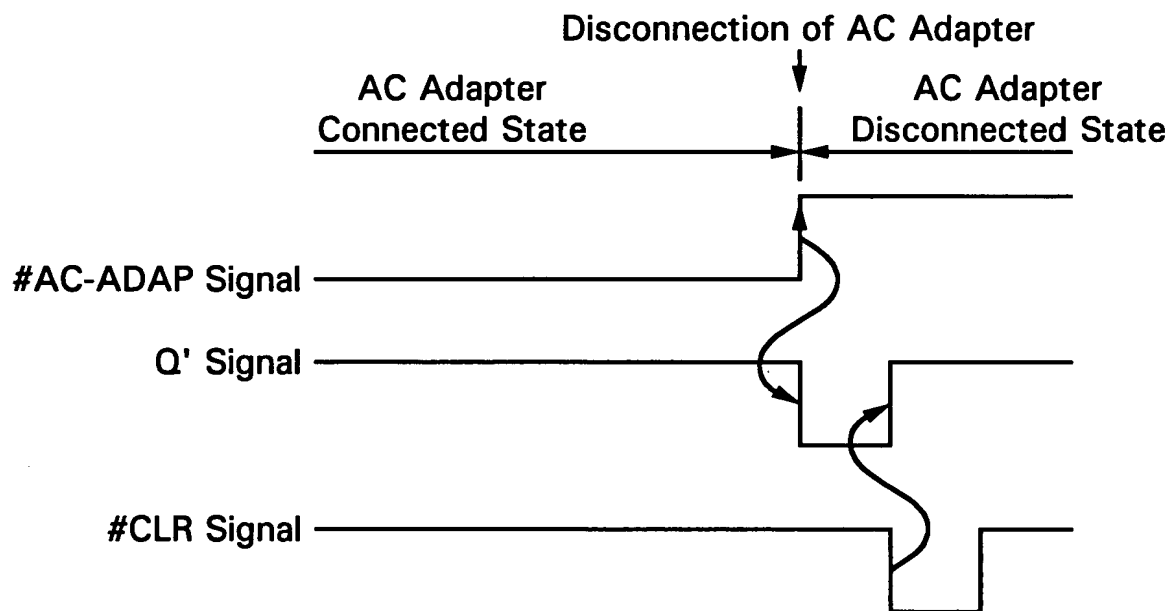 Disconnection of AC Adapter
AC Adapter
Connected State
AC Adapter
Disconnected State
#AC-ADAP Signal
Q' Signal
#CLR Signal